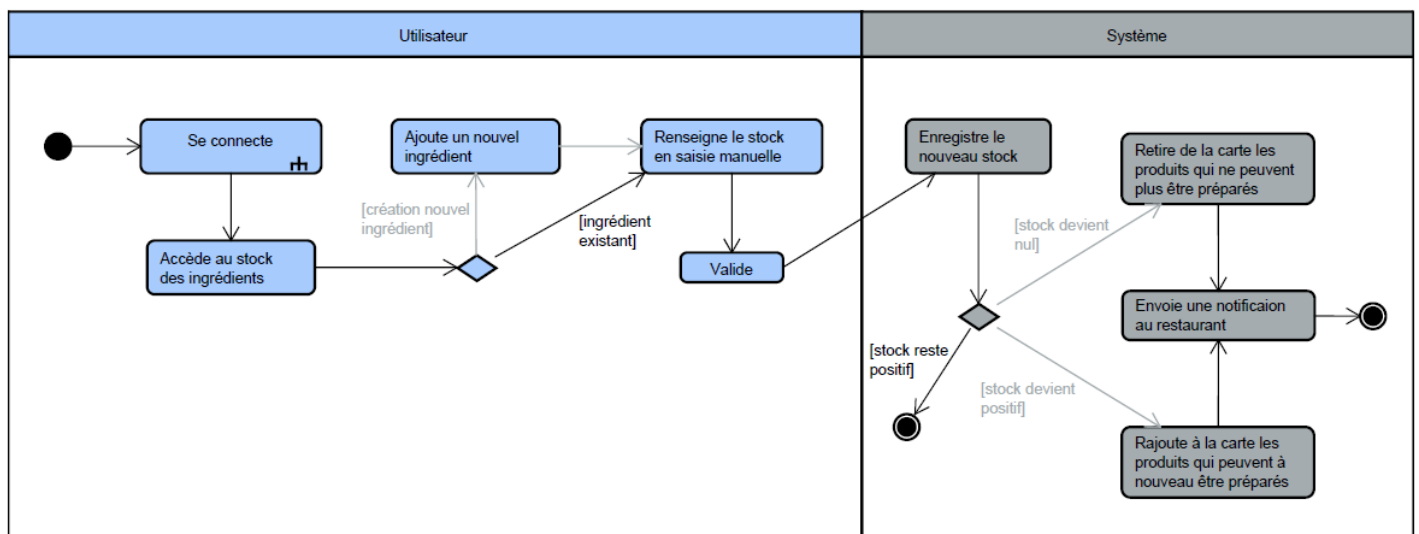 Utilisateur
Système
Se connecte
Ajoute un nouvel
ingrédient
Renseigne le stock
en saisie manuelle
Enregistre le
nouveau stock
Retire de la carte les
produits qui ne peuvent
plus être préparés
[création nouvel
ingrédient]
[ingrédient
existant]
[stock devient
nul]
Accède au stock
des ingrédients
Valide
Envoie une notificaion
au restaurant
[stock reste
positif]
[stock devient
positif]
Rajoute à la carte les
produits qui peuvent à
nouveau être préparés